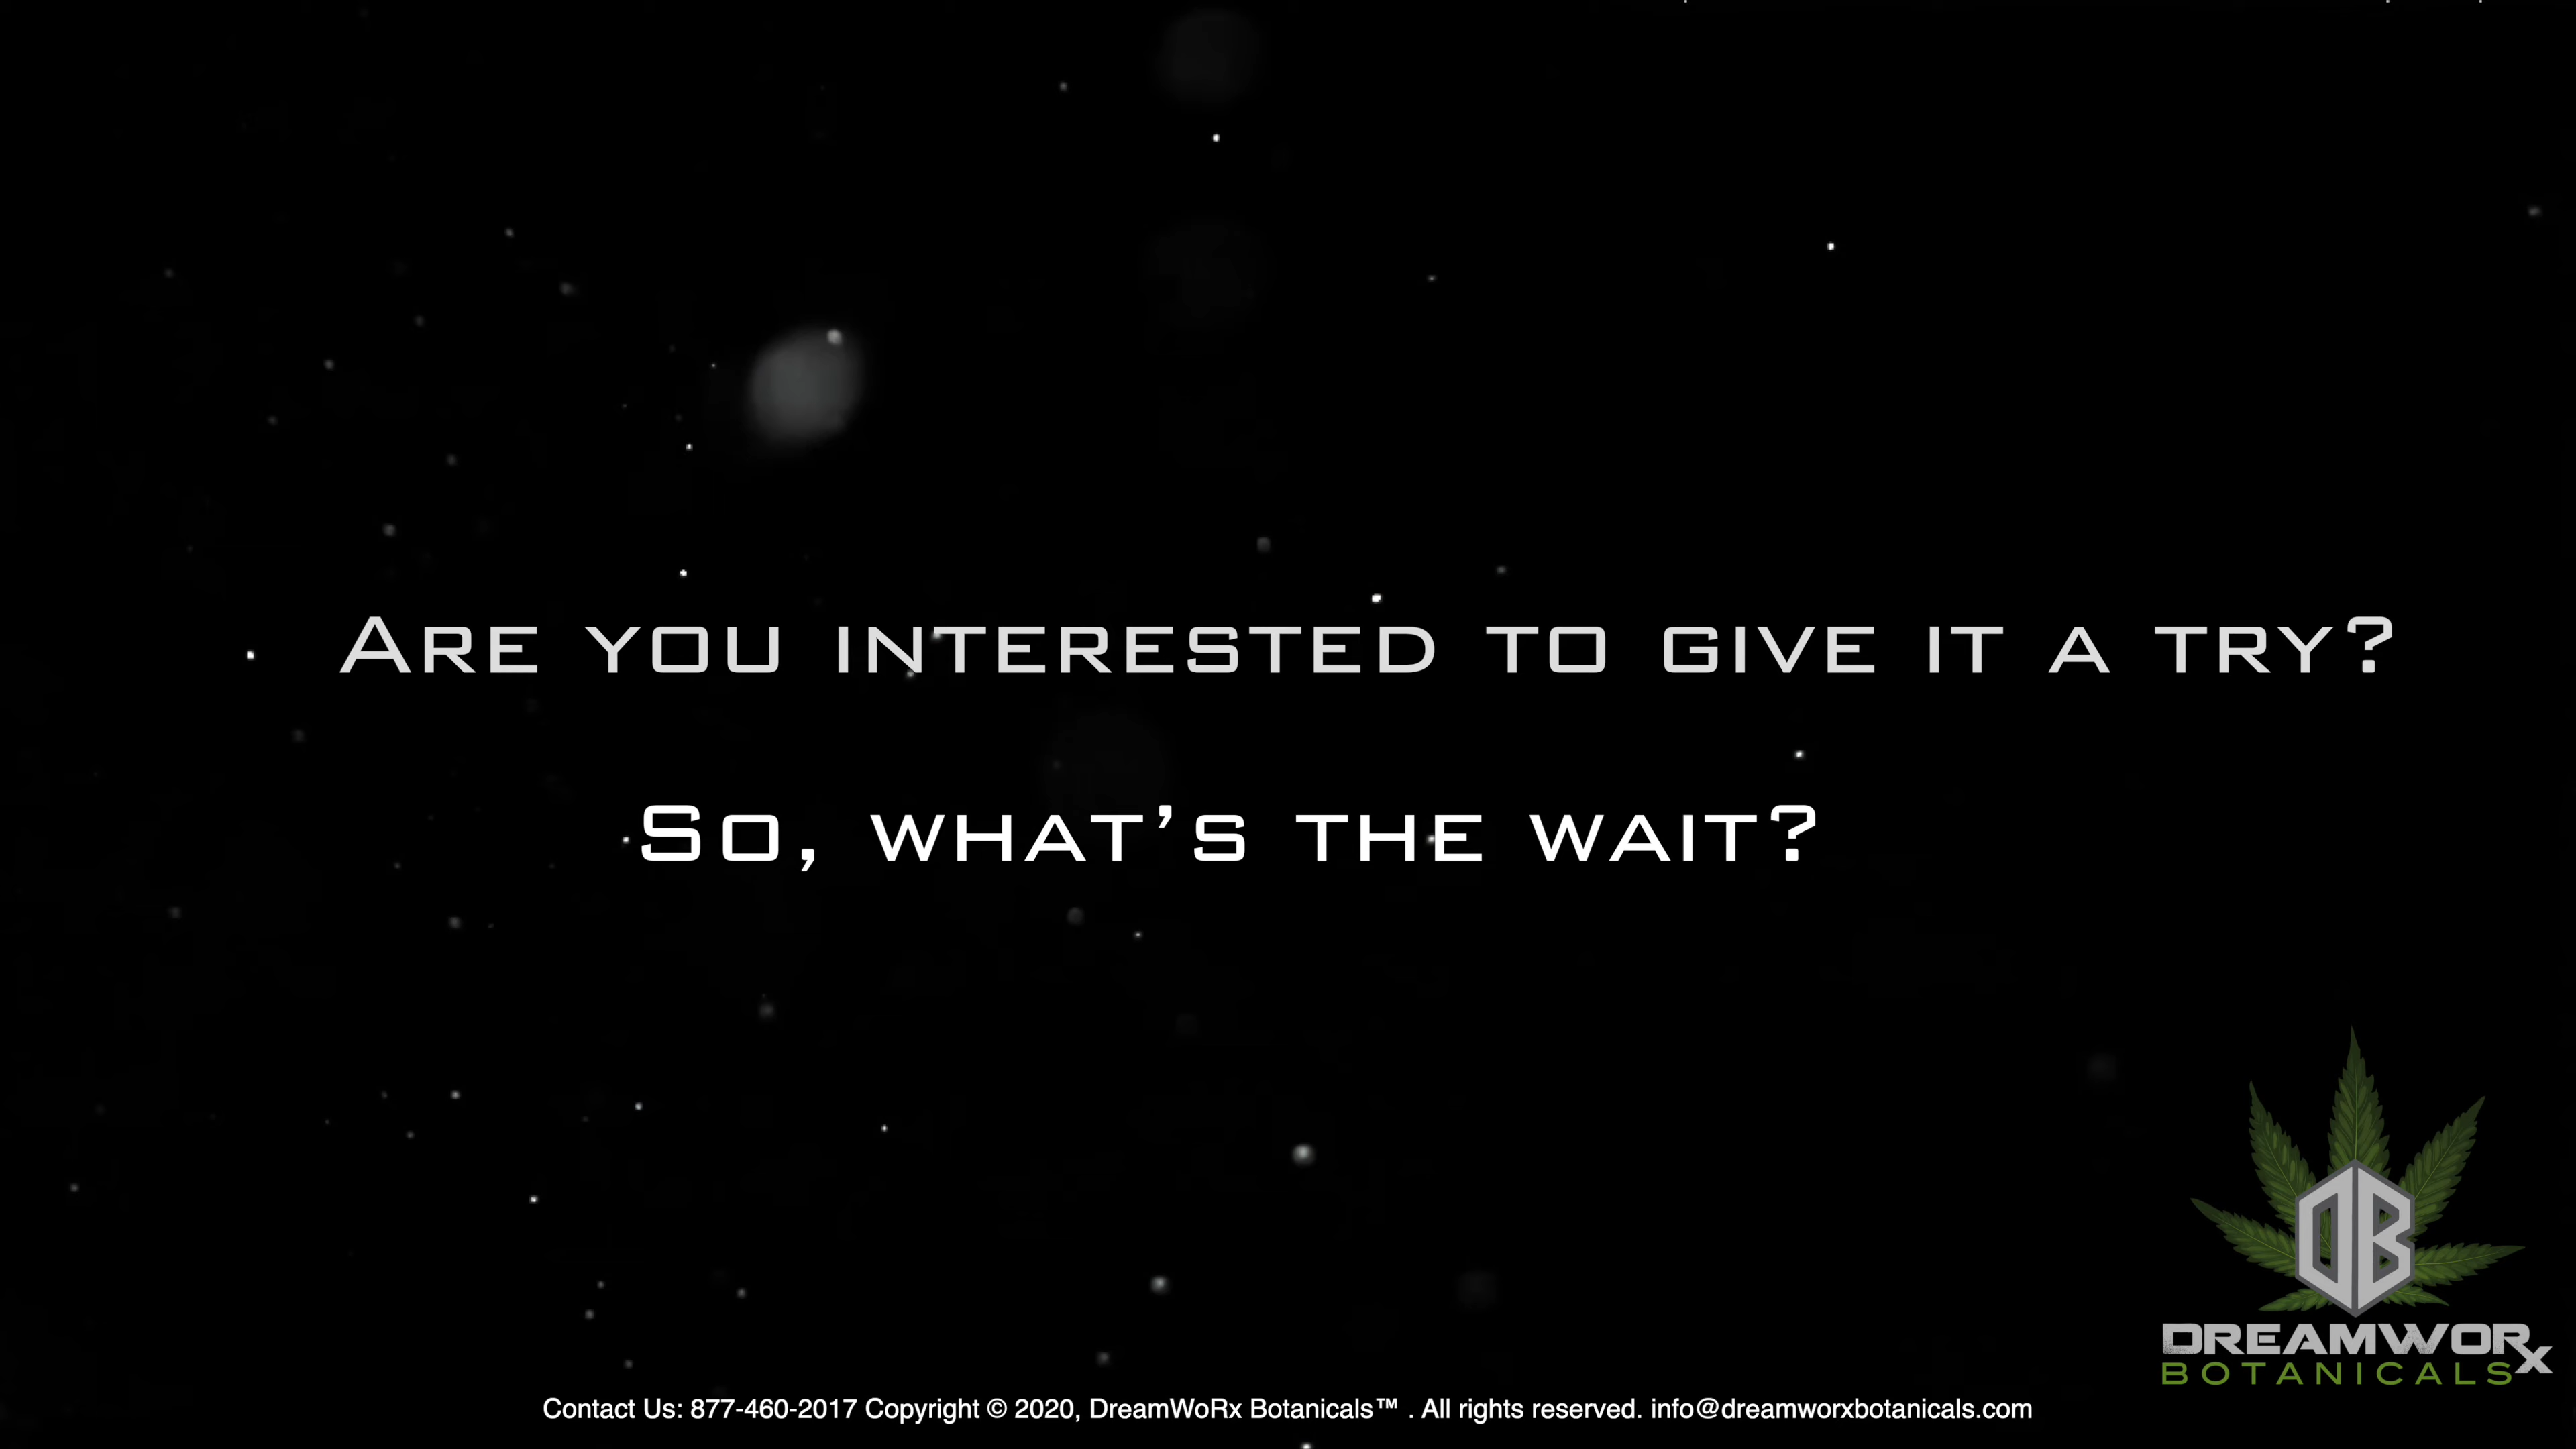 Are you interested to give it a try?
So, what's the wait?
DB
DREAMWORx
BOTANICALS
Contact Us: 877-460-2017 Copyright © 2020, DreamWoRx Botanicals™ . All rights reserved. info@dreamworxbotanicals.com